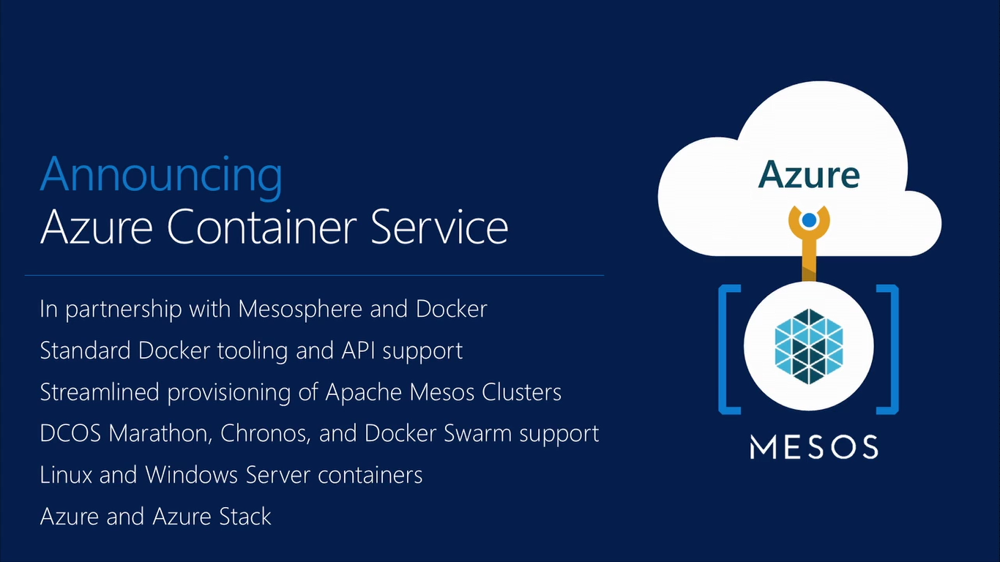 Announcing
Azure Container Service
In partnership with Mesosphere and Docker
Standard Docker tooling and API support
Streamlined provisioning of Apache Mesos Clusters
DCOS Marathon, Chronos, and Docker Swarm support
Linux and Windows Server containers
Azure and Azure Stack
Azure
MESOS